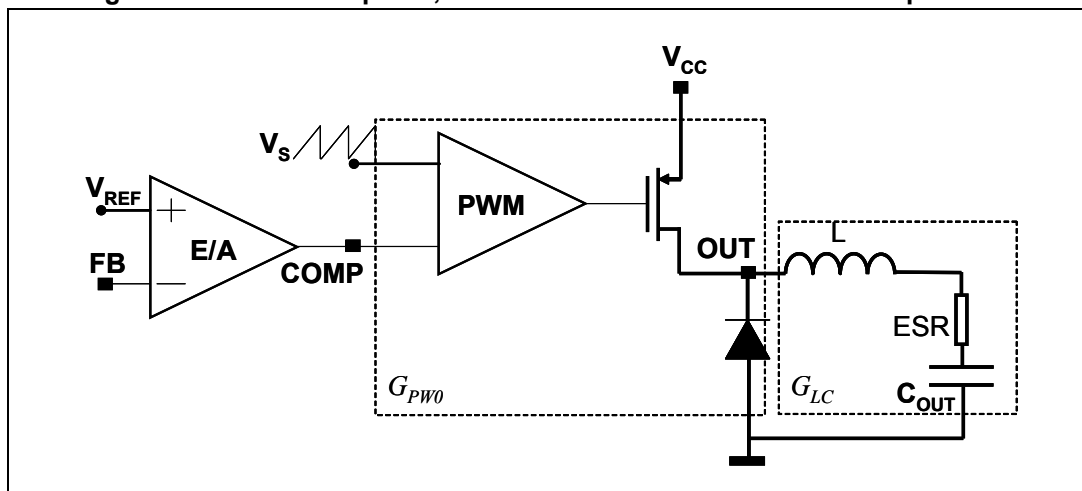 V_CC
V_S
V_REF
PWM
E/A
OUT
L
FB
COMP
ESR
G_PW0
G_LC
C_OUT